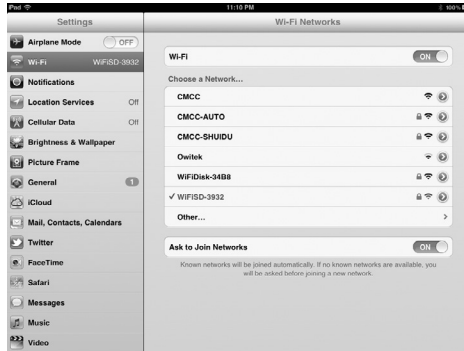 iPad 11:10 PM 100%
Settings
Airplane Mode OFF
Wi-Fi WiFiSD-3932
Notifications
Location Services Off
Cellular Data Off
Brightness & Wallpaper
Picture Frame
General 1
iCloud
Mail, Contacts, Calendars
Twitter
FaceTime
Safari
Messages
Music
Video
Wi-Fi Networks
Wi-Fi ON
Choose a Network...
CMCC
CMCC-AUTO
CMCC-SHUIDU
Owitek
WiFiDisk-34B8
✓ WIFISD-3932
Other...
Ask to Join Networks ON
Known networks will be joined automatically. If no known networks are available, you
will be asked before joining a new network.